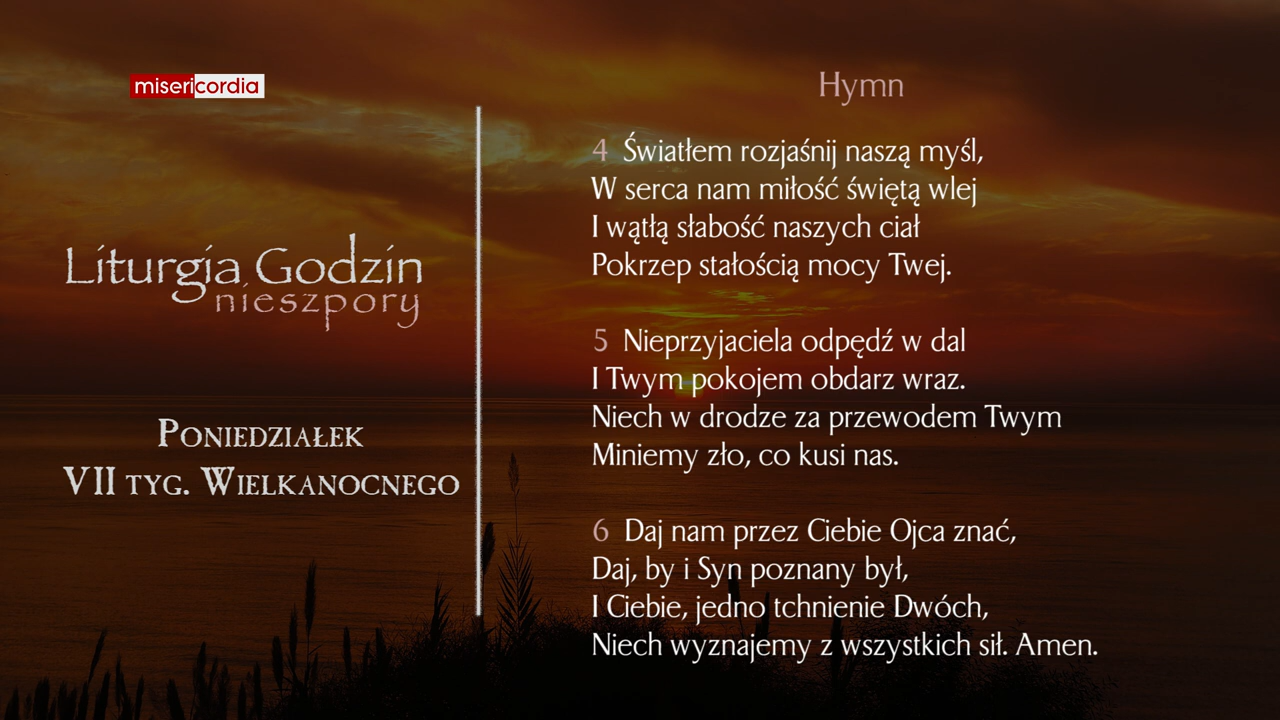 misericordia
Liturgia Godzin
nieszpory
Poniedziałek
VII tyg. Wielkanocnego
Hymn
4 Światłem rozjaśnij naszą myśl,
W serca nam miłość świętą wlej
I wątłą słabość naszych ciał
Pokrzep stałością mocy Twej.
5 Nieprzyjaciela odpędź w dal
I Twym pokojem obdarz wraz.
Niech w drodze za przewodem Twym
Miniemy zło, co kusi nas.
6 Daj nam przez Ciebie Ojca znać,
Daj, by i Syn poznany był,
I Ciebie, jedno tchnienie Dwóch,
Niech wyznajemy z wszystkich sił. Amen.